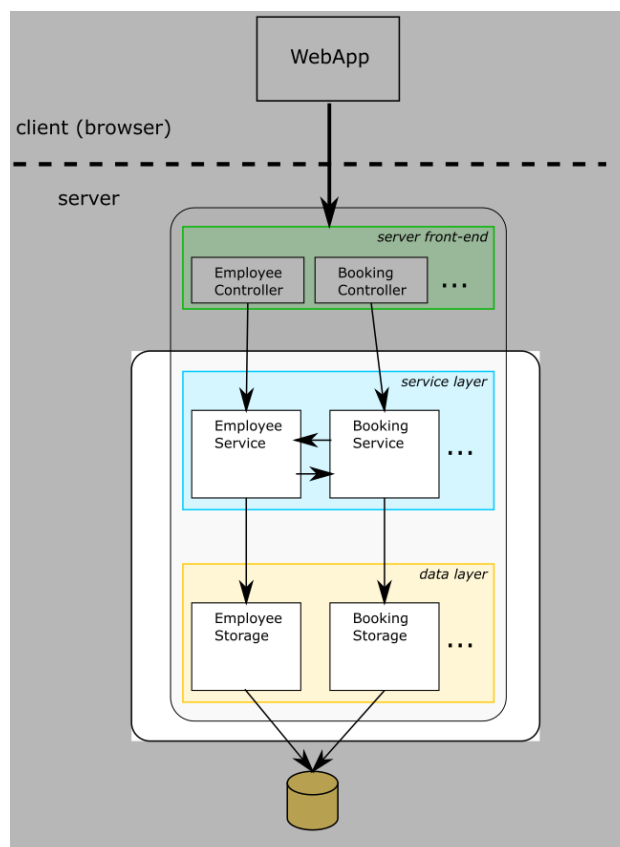 WebApp
client (browser)
server
server front-end
Employee
Controller
Booking
Controller
...
service layer
Employee
Service
Booking
Service
...
data layer
Employee
Storage
Booking
Storage
...